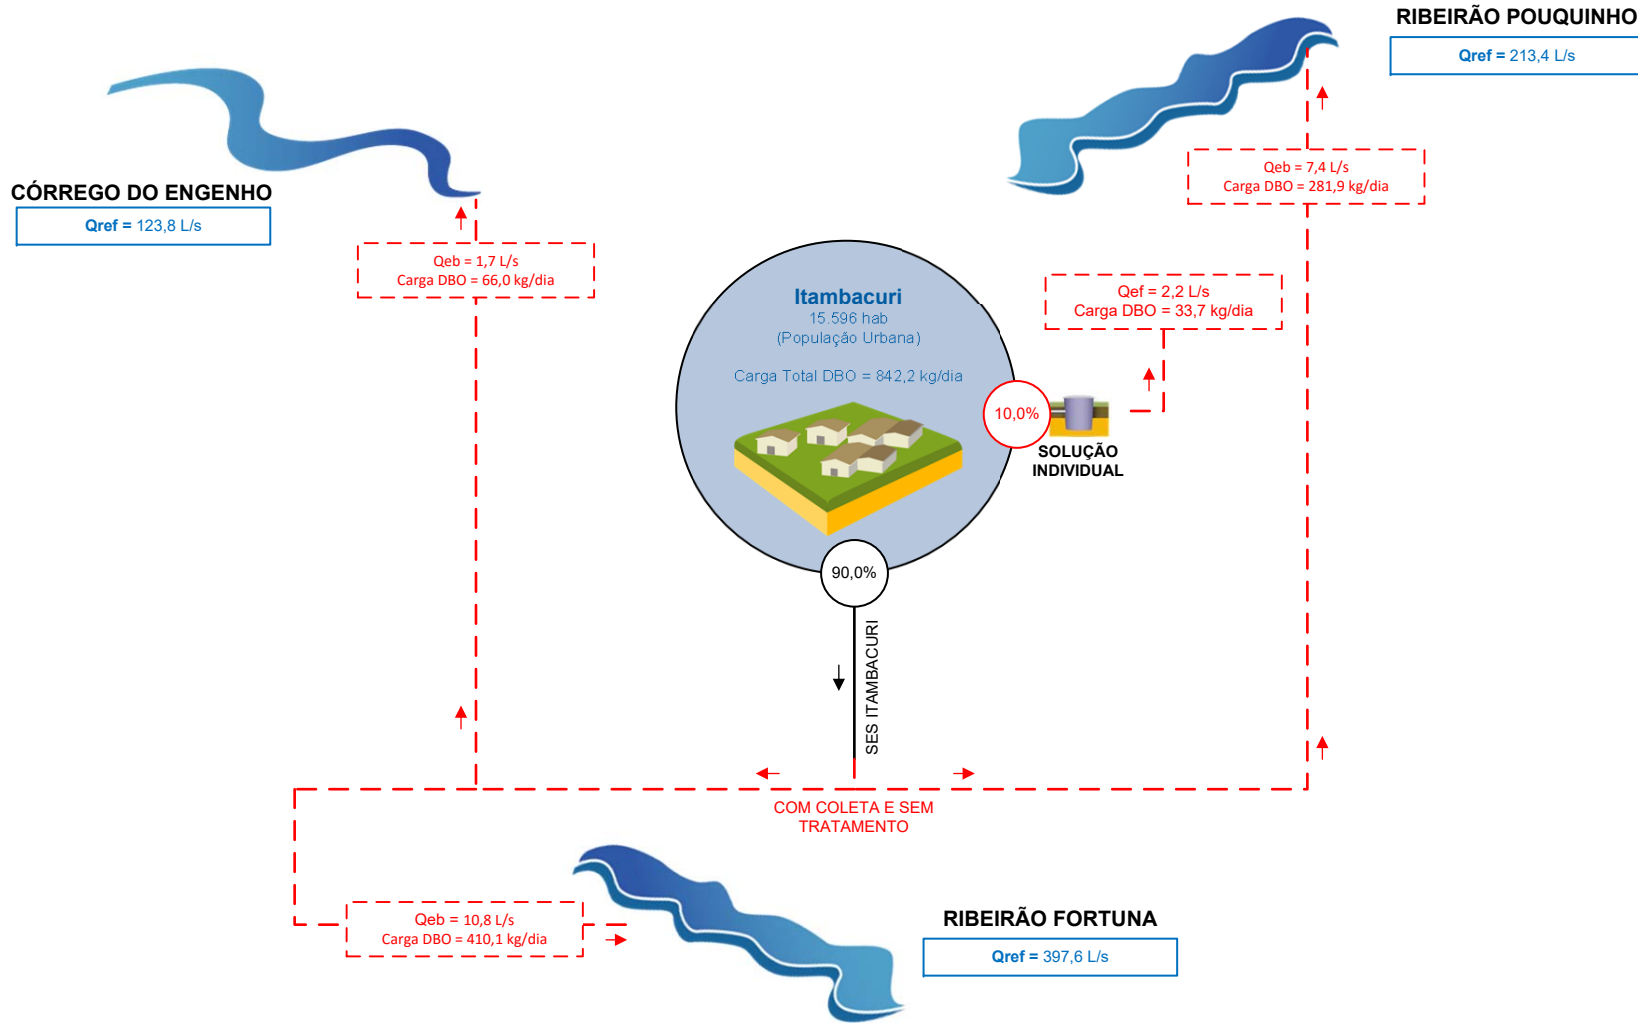 RIBEIRÃO POUQUINHO
Qref = 213,4 L/s
Qeb = 7,4 L/s
Carga DBO = 281,9 kg/dia
CÓRREGO DO ENGENHO
Qref = 123,8 L/s
Qeb = 1,7 L/s
Carga DBO = 66,0 kg/dia
Itambacuri
15.596 hab
(População Urbana)
Carga Total DBO = 842,2 kg/dia
Qef = 2,2 L/s
Carga DBO = 33,7 kg/dia
10,0%
SOLUÇÃO
INDIVIDUAL
90,0%
SES ITAMBACURI
COM COLETA E SEM
TRATAMENTO
Qeb = 10,8 L/s
Carga DBO = 410,1 kg/dia
RIBEIRÃO FORTUNA
Qref = 397,6 L/s